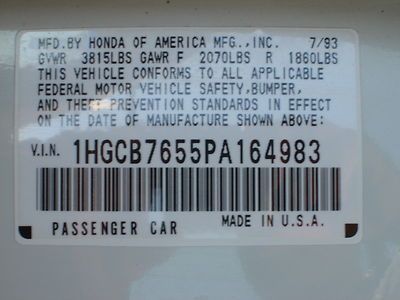 MFD.BY HONDA OF AMERICA MFG.,INC. 7/93
GVWR 3815LBS GAWR F 2070LBS R 1860LBS
THIS VEHICLE CONFORMS TO ALL APPLICABLE
FEDERAL MOTOR VEHICLE SAFETY,BUMPER,
AND THEFT PREVENTION STANDARDS IN EFFECT
ON THE DATE OF MANUFACTURE SHOWN ABOVE:
V.I.N. 1HGCB7655PA164983
PASSENGER CAR MADE IN U.S.A.